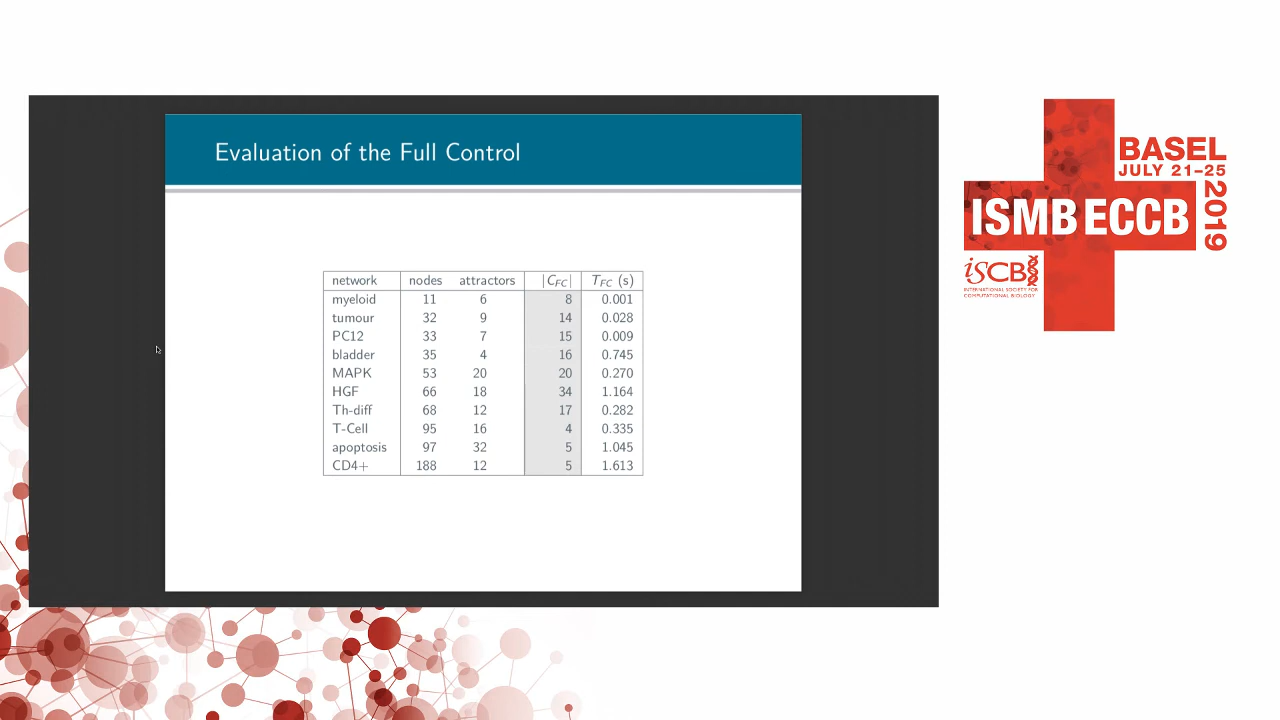 Evaluation of the Full Control
network nodes attractors |C_FC| T_FC (s)
myeloid 11 6 8 0.001
tumour 32 9 14 0.028
PC12 33 7 15 0.009
bladder 35 4 16 0.745
MAPK 53 20 20 0.270
HGF 66 18 34 1.164
Th-diff 68 12 17 0.282
T-Cell 95 16 4 0.335
apoptosis 97 32 5 1.045
CD4+ 188 12 5 1.613
BASEL
JULY 21–25
2019
ISMB ECCB
iSCB
INTERNATIONAL SOCIETY FOR
COMPUTATIONAL BIOLOGY